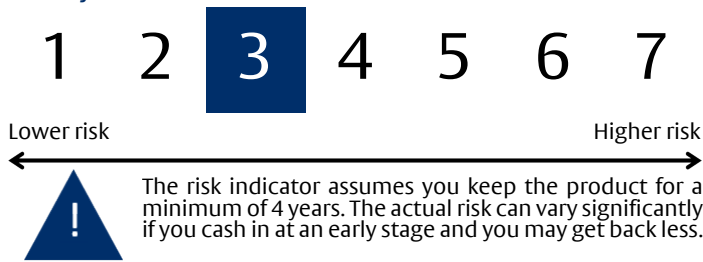 1 2 3 4 5 6 7
Lower risk Higher risk
!
The risk indicator assumes you keep the product for a
minimum of 4 years. The actual risk can vary significantly
if you cash in at an early stage and you may get back less.